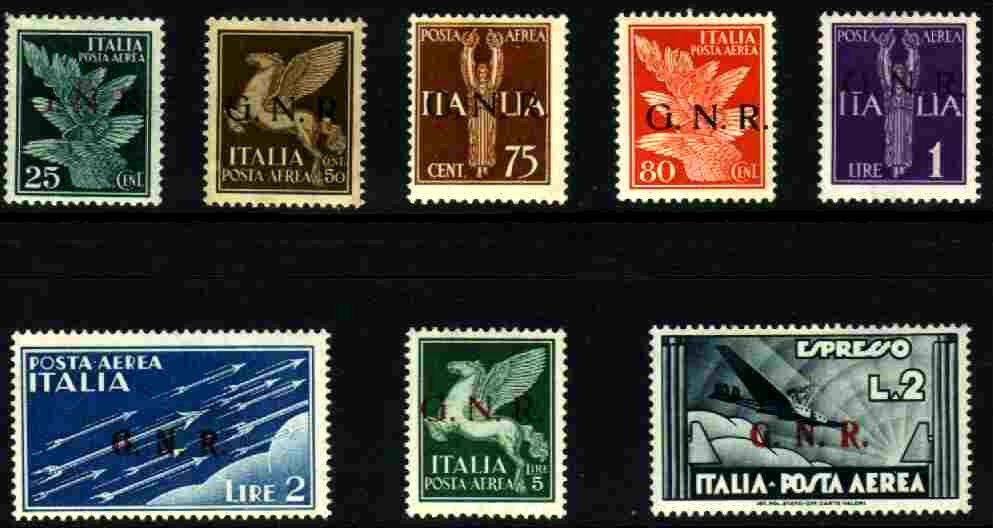 ITALIA
POSTA AEREA
G.N.R.
25 CENT.
G. N. R.
ITALIA CENT.
POSTA AEREA 50
POSTA AEREA
G. N. R.
ITALIA
CENT. 75
ITALIA
POSTA AEREA
G. N. R.
80 CENT.
POSTA AEREA
G. N. R.
ITALIA
LIRE 1
POSTA·AEREA
ITALIA
G. N. R.
LIRE 2
G. N. R.
ITALIA LIRE
POSTA AEREA 5
ESPRESSO
L.2
G. N. R.
ITALIA·POSTA AEREA